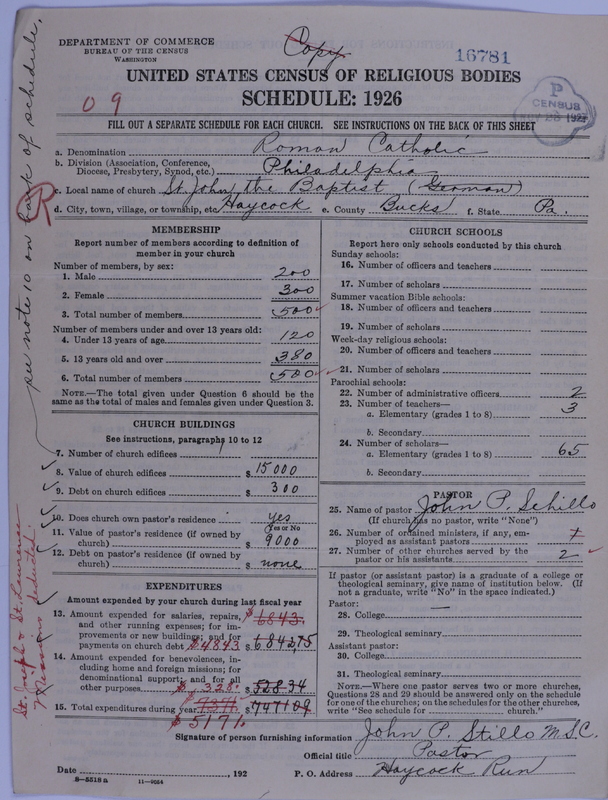 DEPARTMENT OF COMMERCE
BUREAU OF THE CENSUS
WASHINGTON
Copy
16781
UNITED STATES CENSUS OF RELIGIOUS BODIES
SCHEDULE: 1926
0 9
P
CENSUS
1927
FILL OUT A SEPARATE SCHEDULE FOR EACH CHURCH. SEE INSTRUCTIONS ON THE BACK OF THIS SHEET
a. Denomination Roman Catholic
b. Division (Association, Conference,
Diocese, Presbytery, Synod, etc.) Philadelphia
c. Local name of church St. John the Baptist (German)
d. City, town, village, or township, etc Haycock e. County Bucks f. State Pa.
see note 10 on back of schedule.
MEMBERSHIP
Report number of members according to definition of
member in your church
Number of members, by sex:
1. Male 200
2. Female 300
3. Total number of members 500
Number of members under and over 13 years old:
4. Under 13 years of age 120
5. 13 years old and over 380
6. Total number of members 500
NOTE.—The total given under Question 6 should be the
same as the total of males and females given under Question 3.
CHURCH BUILDINGS
See instructions, paragraphs 10 to 12
7. Number of church edifices
8. Value of church edifices $ 15000
9. Debt on church edifices $ 300
10. Does church own pastor's residence yes
Yes or No
11. Value of pastor's residence (if owned by
church) $ 9000
12. Debt on pastor's residence (if owned by
church) $ none
St. Joseph & St. Laurence
Missions deducted.
EXPENDITURES
Amount expended by your church during last fiscal year
13. Amount expended for salaries, repairs, $ 6843.
and other running expenses; for im-
provements or new buildings; and for
payments on church debt $ 4843 $ 6842,75
14. Amount expended for benevolences, in-
cluding home and foreign missions; for
denominational support; and for all
other purposes $ 328. $ 528.34
15. Total expenditures during year 7371 $ 7471 09
$ 5171.
CHURCH SCHOOLS
Report here only schools conducted by this church
Sunday schools:
16. Number of officers and teachers
17. Number of scholars
Summer vacation Bible schools:
18. Number of officers and teachers
19. Number of scholars
Week-day religious schools:
20. Number of officers and teachers
21. Number of scholars
Parochial schools:
22. Number of administrative officers 2
23. Number of teachers—
a. Elementary (grades 1 to 8) 3
b. Secondary
24. Number of scholars—
a. Elementary (grades 1 to 8) 65
b. Secondary
PASTOR
25. Name of pastor John P. Schillo
(If church has no pastor, write "None")
26. Number of ordained ministers, if any, em-
ployed as assistant pastors
27. Number of other churches served by the
pastor or his assistants 2
If pastor (or assistant pastor) is a graduate of a college or
theological seminary, give name of institution below. (If
not a graduate, write "No" in the space indicated.)
Pastor:
28. College
29. Theological seminary
Assistant pastor:
30. College
31. Theological seminary
NOTE.—Where one pastor serves two or more churches,
Questions 28 and 29 should be answered only on the schedule
for one of the churches; on the schedules for the other churches,
write "See schedule for church."
Signature of person furnishing information John P. Stillo M.S.C.
Official title Pastor
Date , 192 P. O. Address Haycock Run
8-5518 a 11-9064